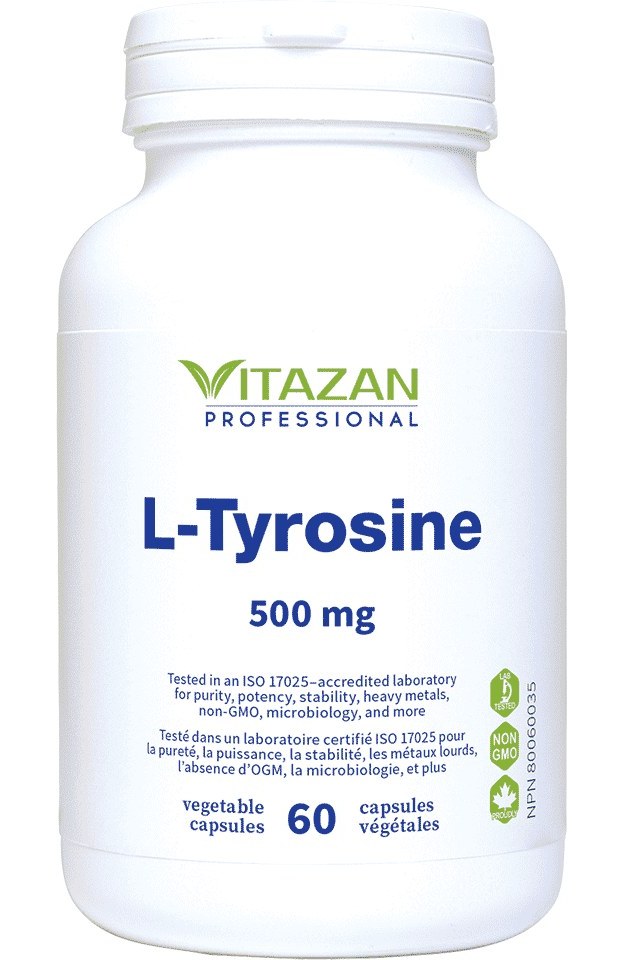 VITAZAN
PROFESSIONAL
L-Tyrosine
500 mg
Tested in an ISO 17025–accredited laboratory
for purity, potency, stability, heavy metals,
non-GMO, microbiology, and more
Testé dans un laboratoire certifié ISO 17025 pour
la pureté, la puissance, la stabilité, les métaux lourds,
l’absence d’OGM, la microbiologie, et plus
vegetable
capsules
60
capsules
végétales
LAB
TESTED
NON
GMO
PROUDLY
NPN 80060035